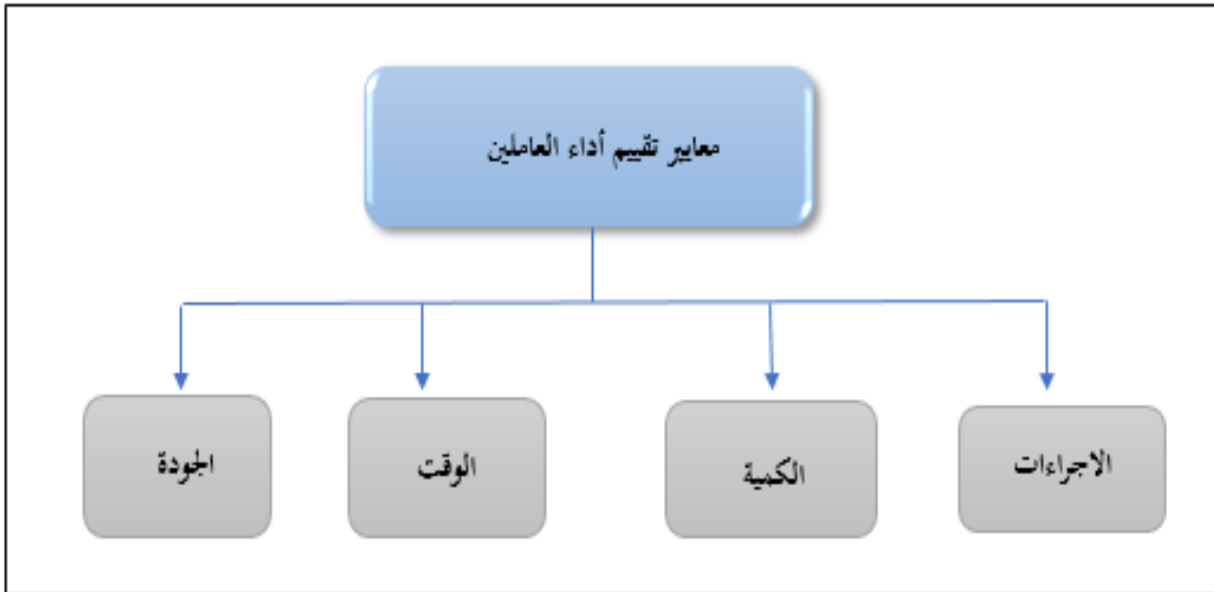 معايير تقييم أداء العاملين
الاجراءات
الكمية
الوقت
الجودة